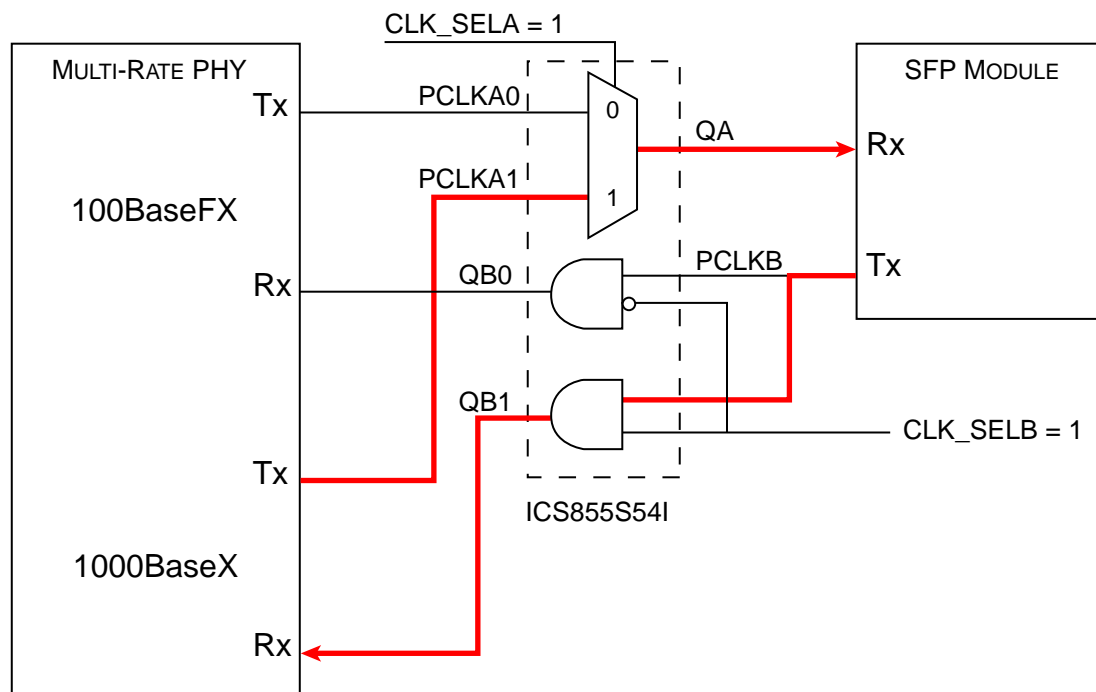 CLK_SELA = 1
MULTI-RATE PHY
SFP MODULE
Tx
PCLKA0
0
QA
Rx
PCLKA1
1
100BaseFX
Rx
QB0
PCLKB
Tx
QB1
CLK_SELB = 1
Tx
ICS855S54I
1000BaseX
Rx